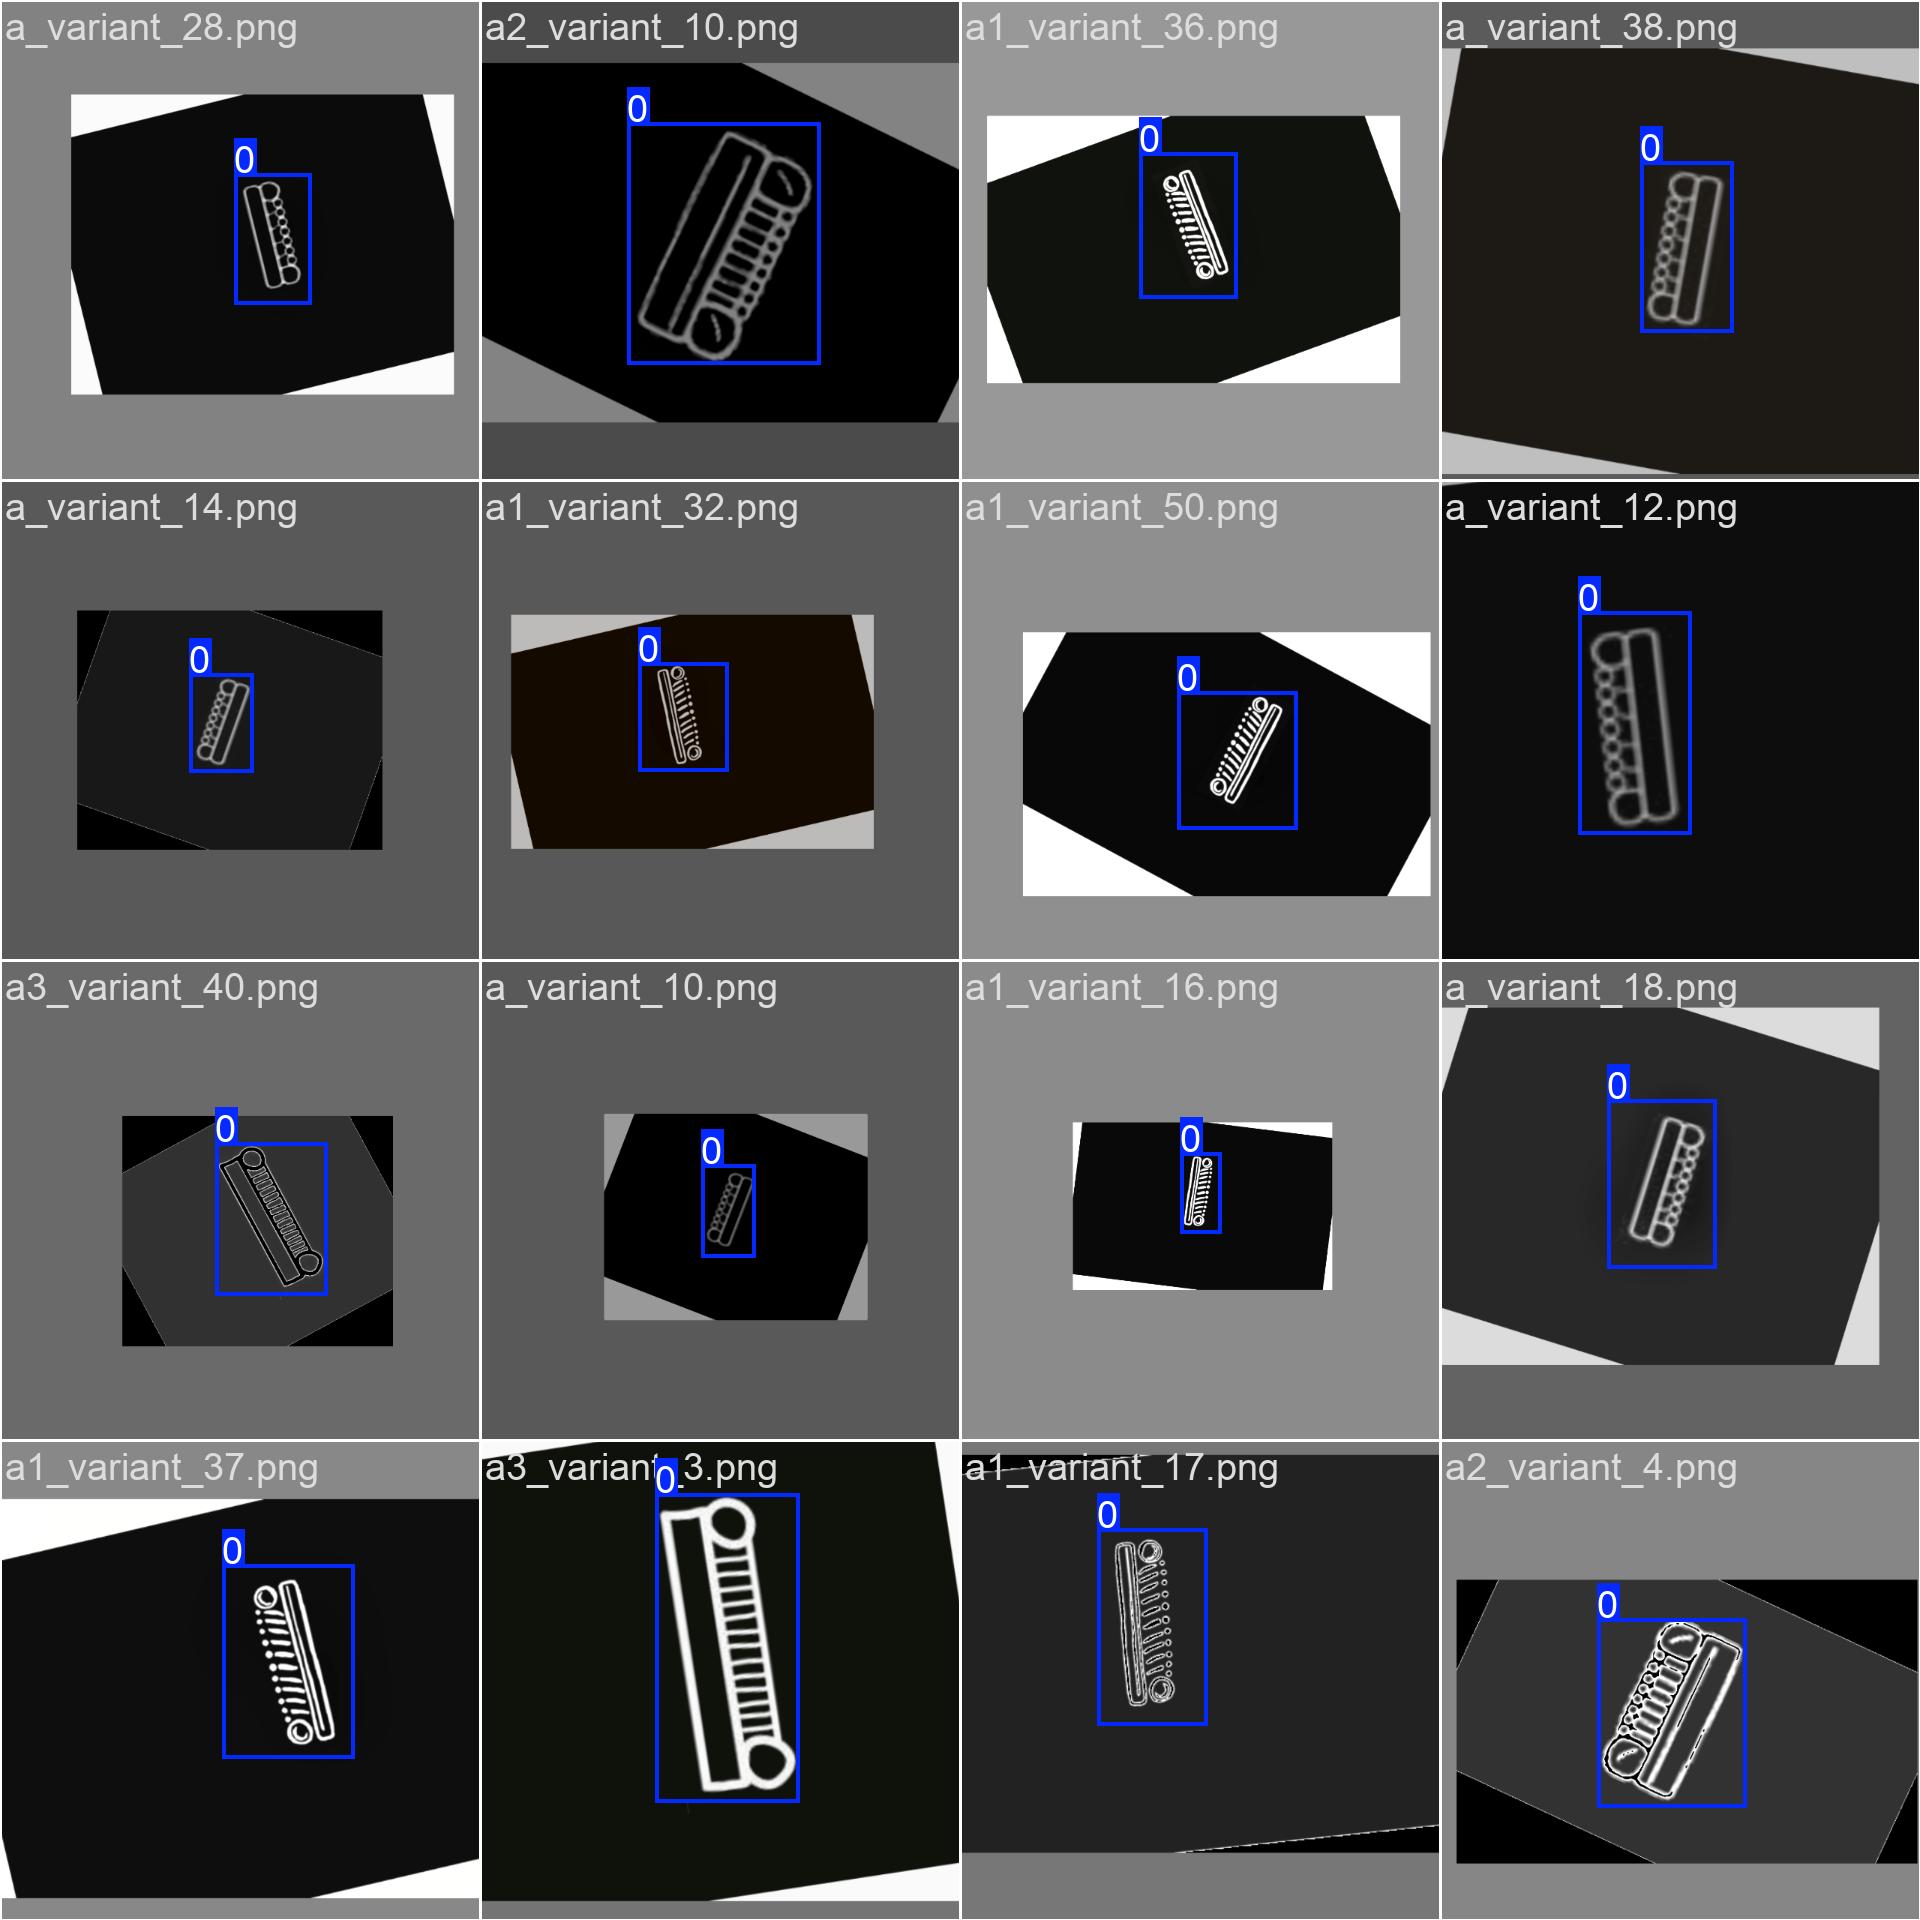 a_variant_28.png
a2_variant_10.png
a1_variant_36.png
a_variant_38.png
0
0
0
0
a_variant_14.png
a1_variant_32.png
a1_variant_50.png
a_variant_12.png
0
0
0
0
a3_variant_40.png
a_variant_10.png
a1_variant_16.png
a_variant_18.png
0
0
0
0
a1_variant_37.png
a3_variant_3.png
a1_variant_17.png
a2_variant_4.png
0
0
0
0